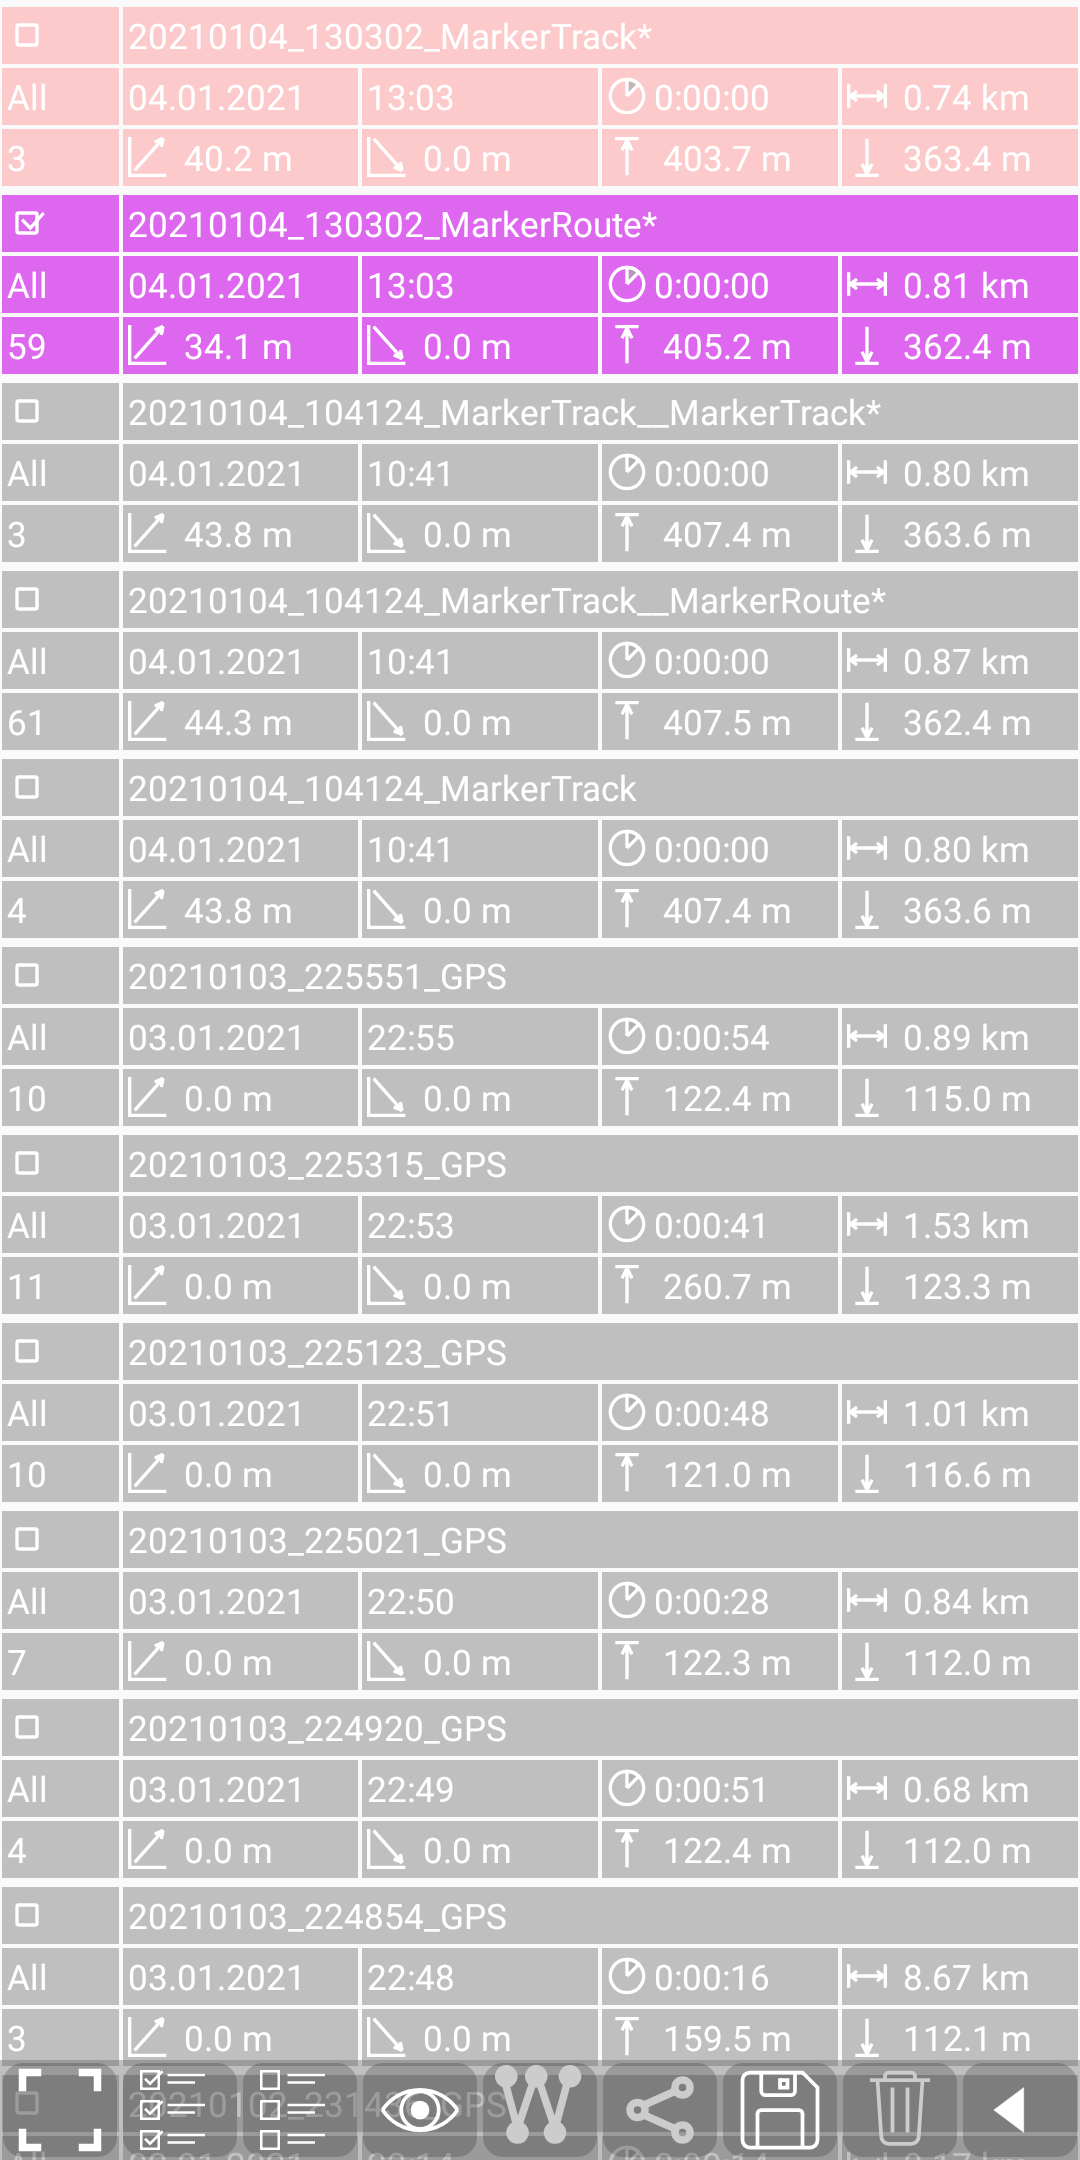 20210104_130302_MarkerTrack*
All 04.01.2021 13:03 0:00:00 0.74 km
3 40.2 m 0.0 m 403.7 m 363.4 m
20210104_130302_MarkerRoute*
All 04.01.2021 13:03 0:00:00 0.81 km
59 34.1 m 0.0 m 405.2 m 362.4 m
20210104_104124_MarkerTrack__MarkerTrack*
All 04.01.2021 10:41 0:00:00 0.80 km
3 43.8 m 0.0 m 407.4 m 363.6 m
20210104_104124_MarkerTrack__MarkerRoute*
All 04.01.2021 10:41 0:00:00 0.87 km
61 44.3 m 0.0 m 407.5 m 362.4 m
20210104_104124_MarkerTrack
All 04.01.2021 10:41 0:00:00 0.80 km
4 43.8 m 0.0 m 407.4 m 363.6 m
20210103_225551_GPS
All 03.01.2021 22:55 0:00:54 0.89 km
10 0.0 m 0.0 m 122.4 m 115.0 m
20210103_225315_GPS
All 03.01.2021 22:53 0:00:41 1.53 km
11 0.0 m 0.0 m 260.7 m 123.3 m
20210103_225123_GPS
All 03.01.2021 22:51 0:00:48 1.01 km
10 0.0 m 0.0 m 121.0 m 116.6 m
20210103_225021_GPS
All 03.01.2021 22:50 0:00:28 0.84 km
7 0.0 m 0.0 m 122.3 m 112.0 m
20210103_224920_GPS
All 03.01.2021 22:49 0:00:51 0.68 km
4 0.0 m 0.0 m 122.4 m 112.0 m
20210103_224854_GPS
All 03.01.2021 22:48 0:00:16 8.67 km
3 0.0 m 0.0 m 159.5 m 112.1 m